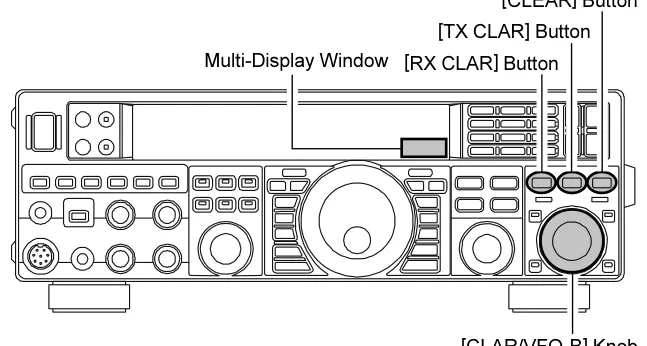 [CLEAR] Button
[TX CLAR] Button
Multi-Display Window
[RX CLAR] Button
[CLAR/VFO-B] Knob